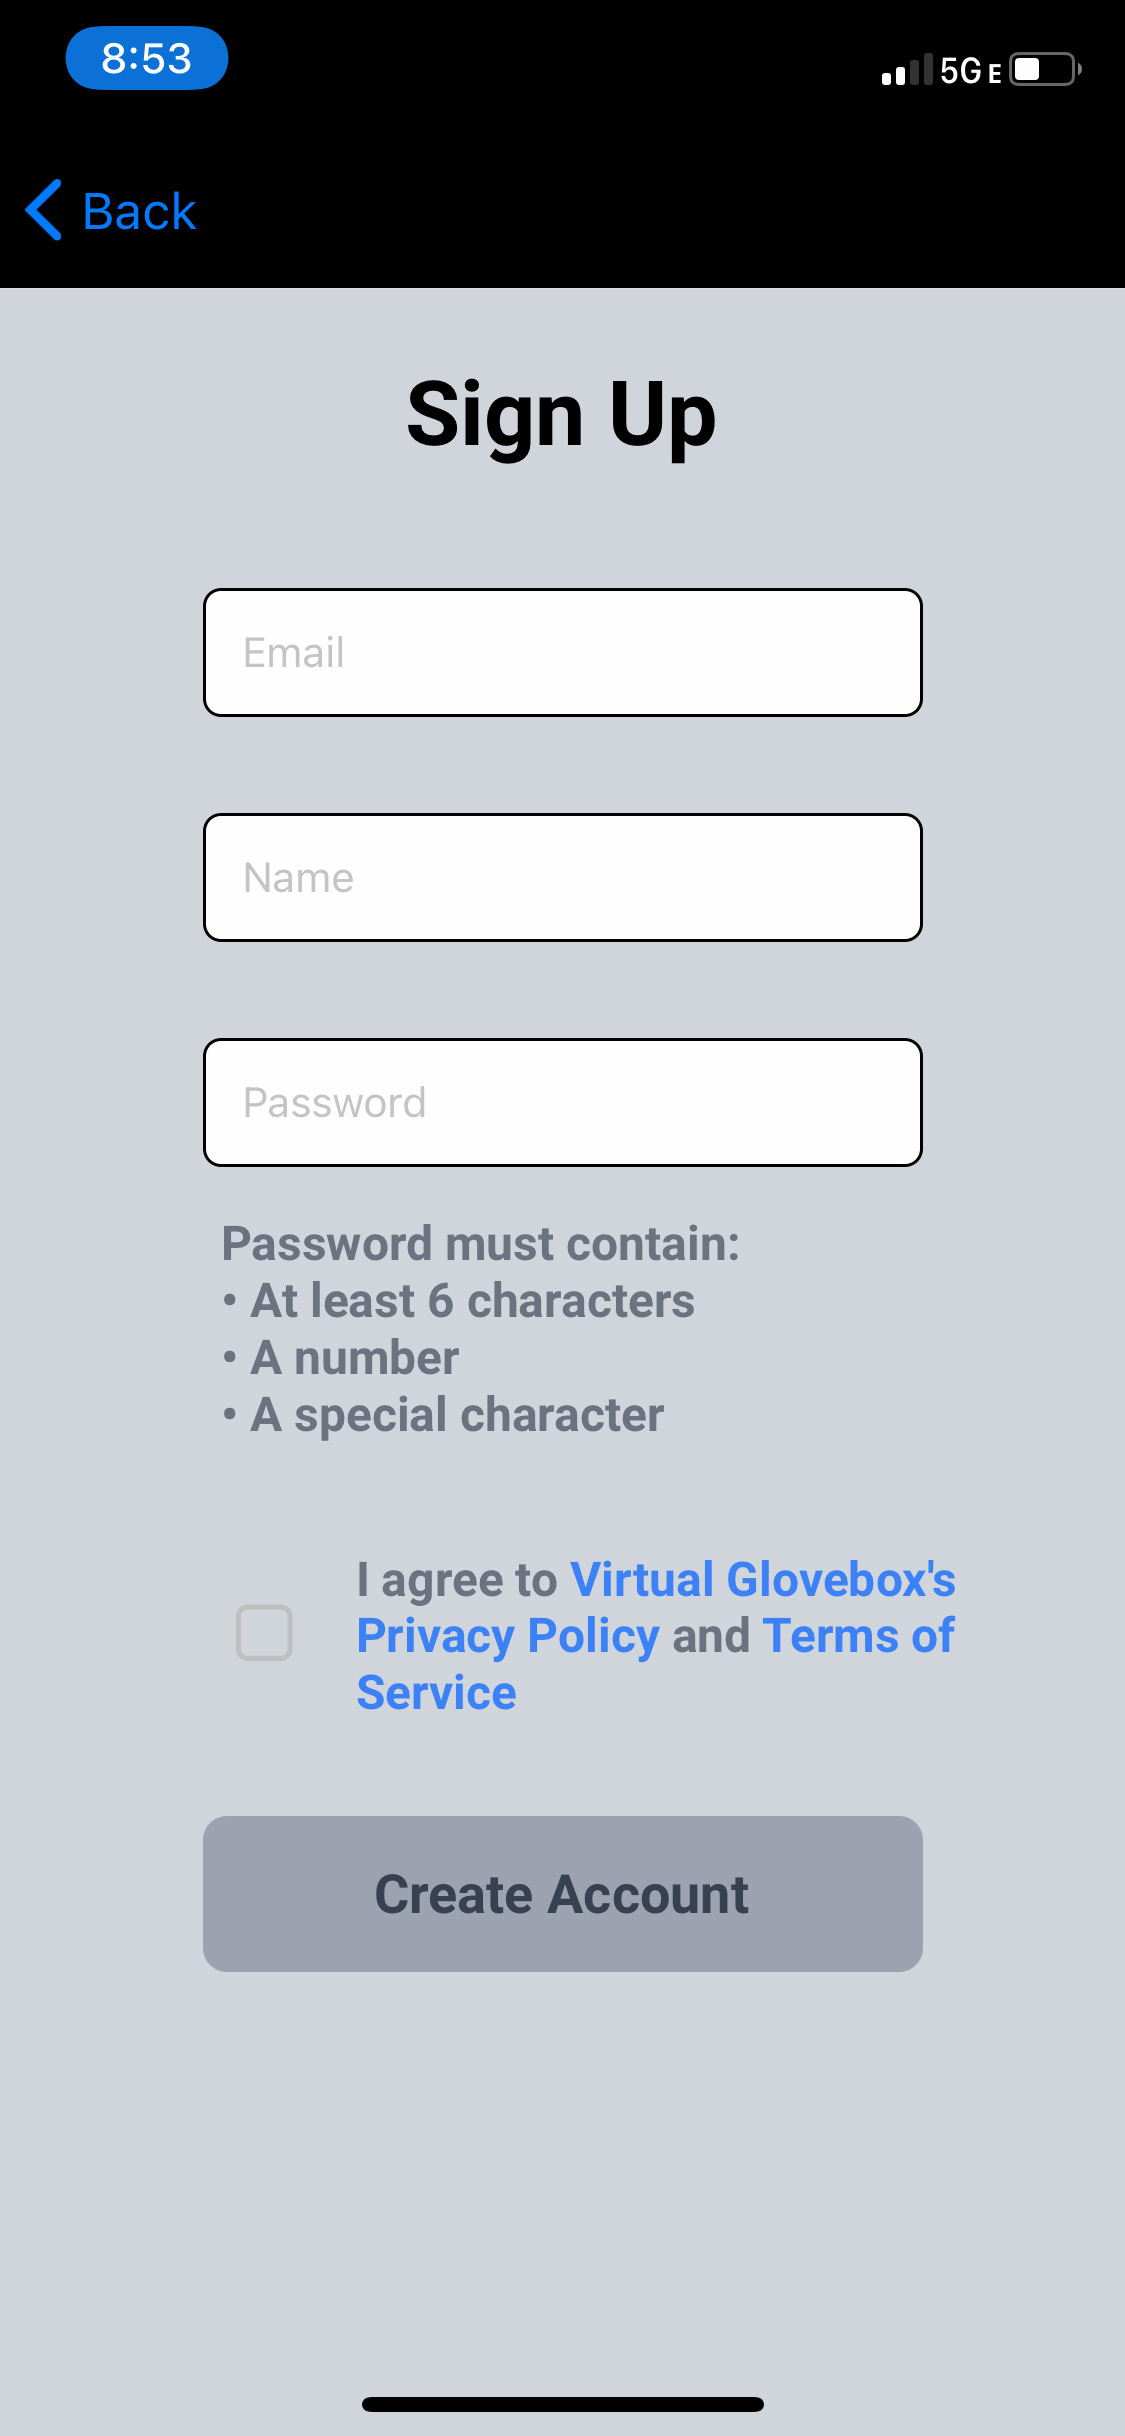 8:53
5G E
Back
Sign Up
Email
Name
Password
Password must contain:
• At least 6 characters
• A number
• A special character
I agree to Virtual Glovebox's
Privacy Policy and Terms of
Service
Create Account